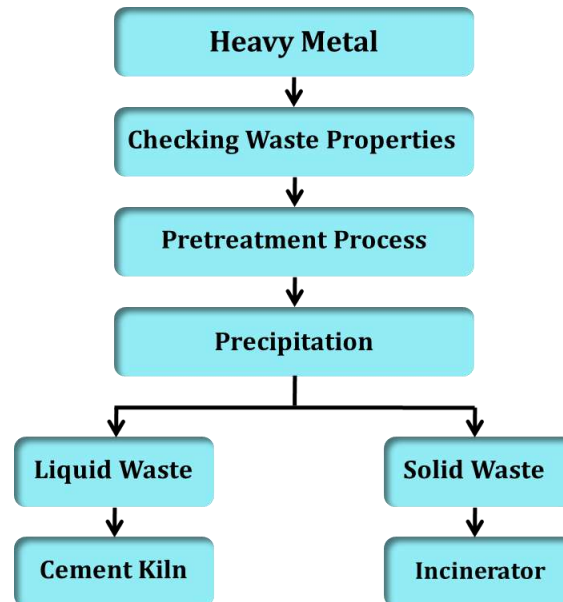 Heavy Metal
Checking Waste Properties
Pretreatment Process
Precipitation
Liquid Waste
Solid Waste
Cement Kiln
Incinerator